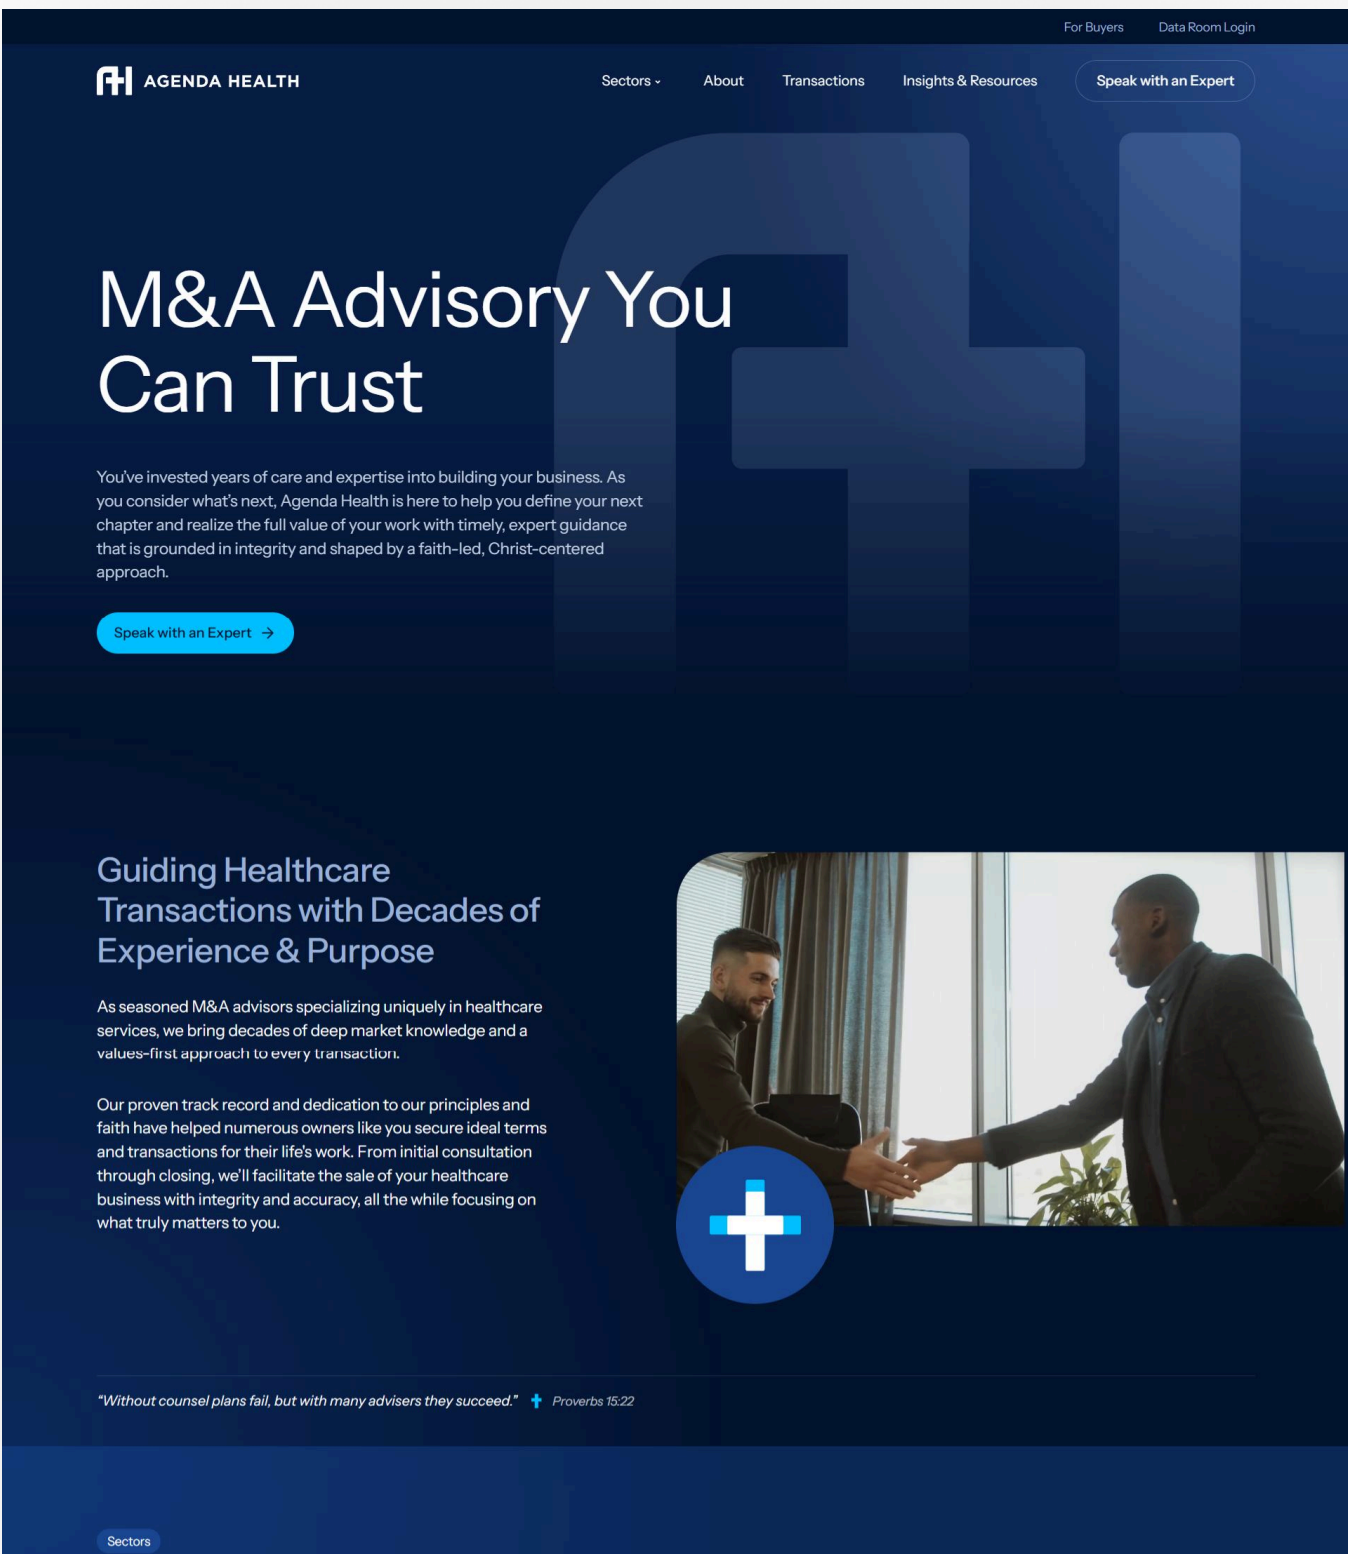 For Buyers Data Room Login
AGENDA HEALTH Sectors About Transactions Insights & Resources Speak with an Expert
M&A Advisory You
Can Trust
You’ve invested years of care and expertise into building your business. As
you consider what’s next, Agenda Health is here to help you define your next
chapter and realize the full value of your work with timely, expert guidance
that is grounded in integrity and shaped by a faith-led, Christ-centered
approach.
Speak with an Expert →
Guiding Healthcare
Transactions with Decades of
Experience & Purpose
As seasoned M&A advisors specializing uniquely in healthcare
services, we bring decades of deep market knowledge and a
values-first approach to every transaction.
Our proven track record and dedication to our principles and
faith have helped numerous owners like you secure ideal terms
and transactions for their life's work. From initial consultation
through closing, we’ll facilitate the sale of your healthcare
business with integrity and accuracy, all the while focusing on
what truly matters to you.
“Without counsel plans fail, but with many advisers they succeed.” Proverbs 15:22
Sectors